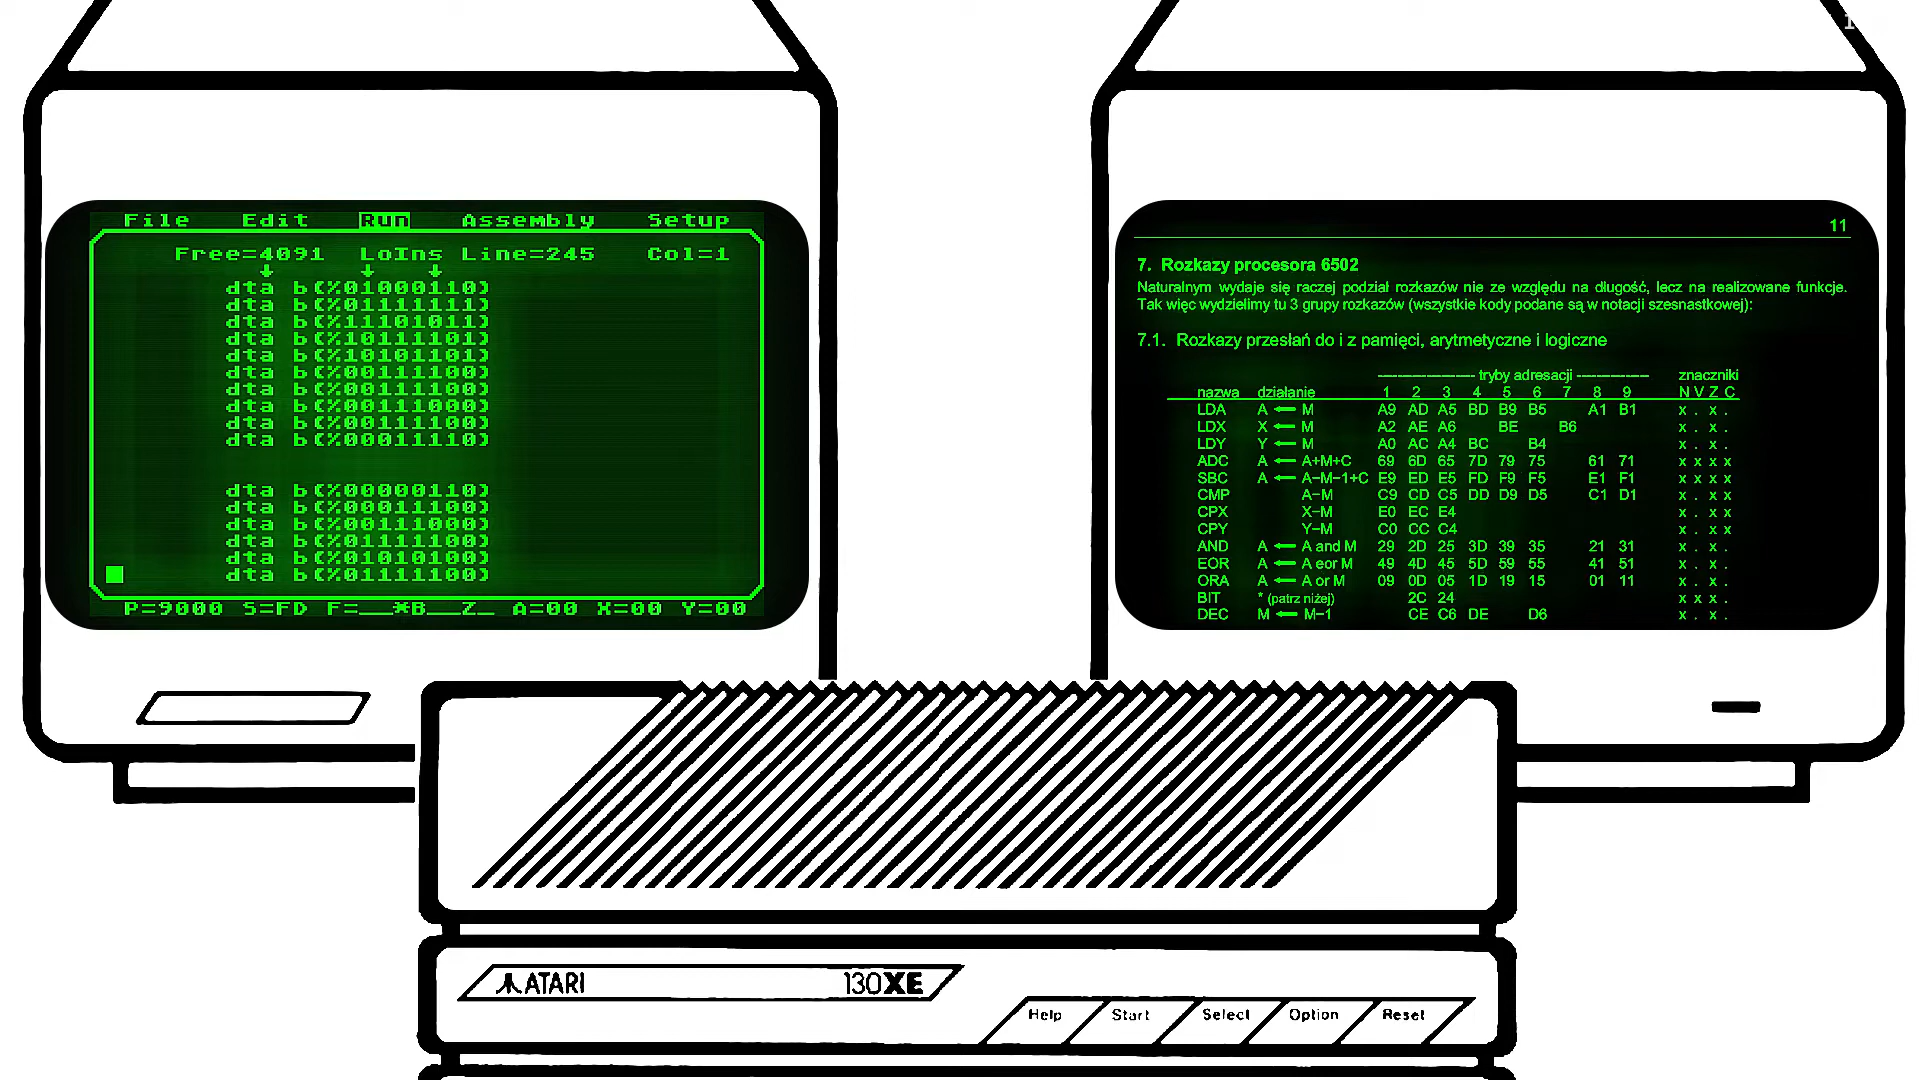 File Edit Run Assembly Setup
Free=4091 LoIns Line=245 Col=1
dta b(%01000110)
dta b(%01111111)
dta b(%11101011)
dta b(%10111101)
dta b(%10101101)
dta b(%00111100)
dta b(%00111100)
dta b(%00111000)
dta b(%00111000)
dta b(%00111110)
dta b(%00000110)
dta b(%00111000)
dta b(%00111000)
dta b(%01111100)
dta b(%01010100)
dta b(%01111100)
P=9000 S=FD F=__*B__Z_ A=00 X=00 Y=00
11
7. Rozkazy procesora 6502
Naturalnym wydaje się raczej podział rozkazów nie ze względu na długość, lecz na realizowane funkcje.
Tak więc wydzielimy tu 3 grupy rozkazów (wszystkie kody podane są w notacji szesnastkowej):
7.1. Rozkazy przesłań do i z pamięci, arytmetyczne i logiczne
---------------------- tryby adresacji ---------------- znaczniki
nazwa działanie 1 2 3 4 5 6 7 8 9 N V Z C
LDA A ⟵ M A9 AD A5 BD B9 B5 A1 B1 x . x .
LDX X ⟵ M A2 AE A6 BE B6 x . x .
LDY Y ⟵ M A0 AC A4 BC B4 x . x .
ADC A ⟵ A+M+C 69 6D 65 7D 79 75 61 71 x x x x
SBC A ⟵ A−M−1+C E9 ED E5 FD F9 F5 E1 F1 x x x x
CMP A−M C9 CD C5 DD D9 D5 C1 D1 x . x x
CPX X−M E0 EC E4 x . x x
CPY Y−M C0 CC C4 x . x x
AND A ⟵ A and M 29 2D 25 3D 39 35 21 31 x . x .
EOR A ⟵ A eor M 49 4D 45 5D 59 55 41 51 x . x .
ORA A ⟵ A or M 09 0D 05 1D 19 15 01 11 x . x .
BIT * (patrz niżej) 2C 24 x x x .
DEC M ⟵ M−1 CE C6 DE D6 x . x .
ATARI 130XE
Help Start Select Option Reset